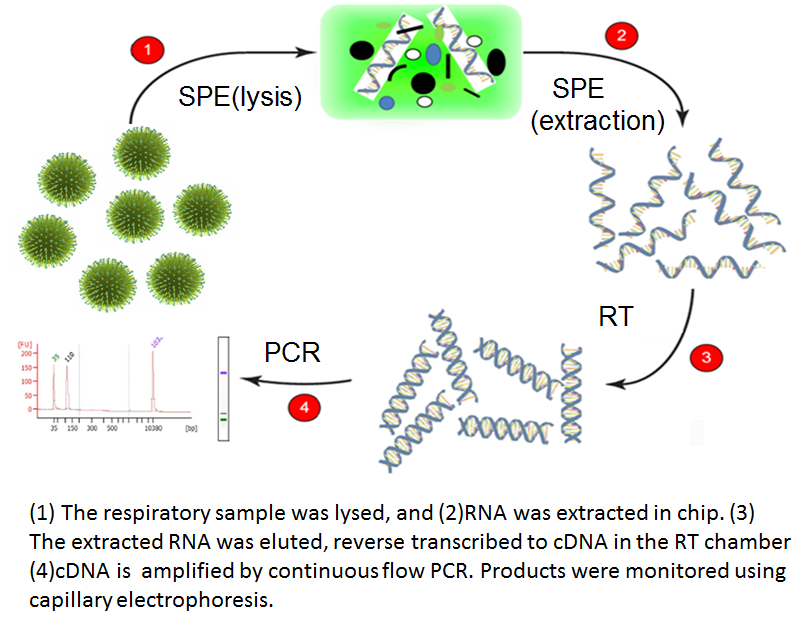 1
SPE(lysis)
2
SPE
(extraction)
RT
3
PCR
4
[FU]
200
150
100
50
0
35
110
35 150 300 500 10380 [bp]
(1) The respiratory sample was lysed, and (2)RNA was extracted in chip. (3)
The extracted RNA was eluted, reverse transcribed to cDNA in the RT chamber
(4)cDNA is amplified by continuous flow PCR. Products were monitored using
capillary electrophoresis.